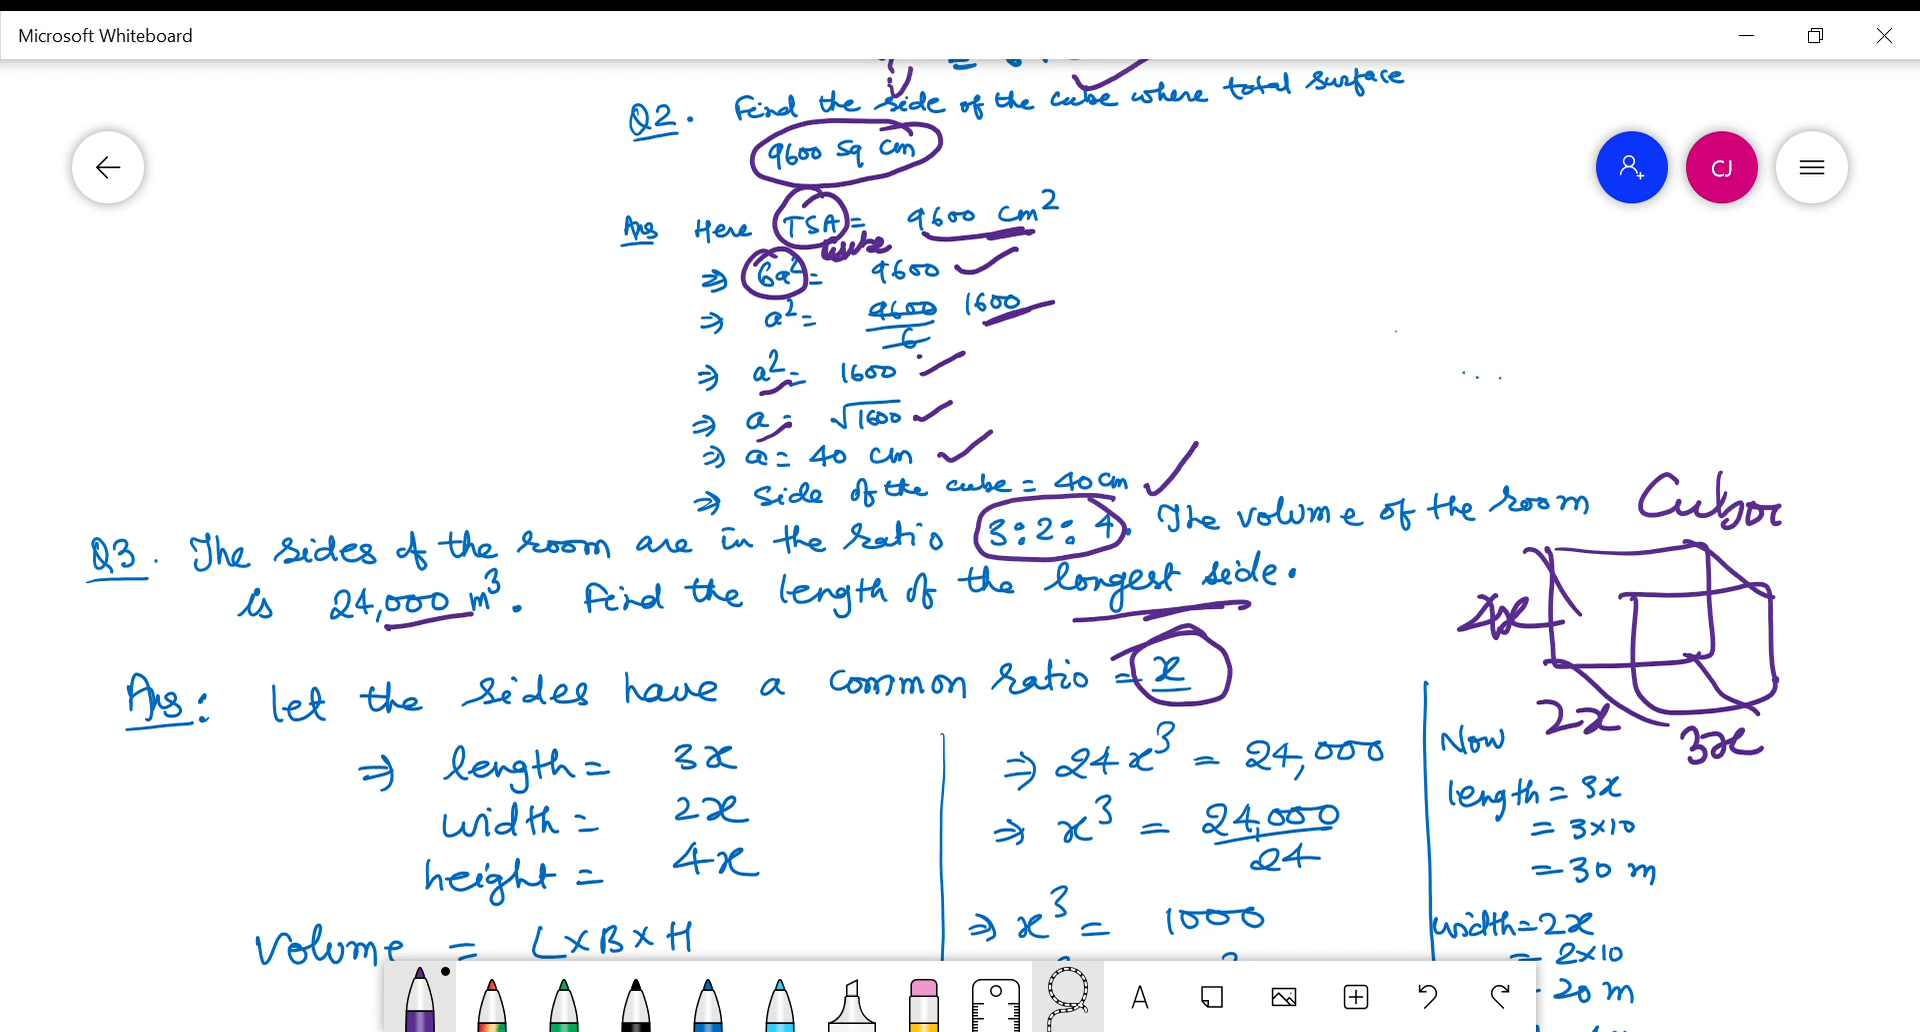 Microsoft Whiteboard
Q2. Find the side of the cube where total surface
9600 sq cm
Ans Here TSA = 9600 cm²
cube
⇒ 6a² = 9600
⇒ a² = 9600/6 1600
⇒ a² = 1600
⇒ a = √1600
⇒ a = 40 cm
⇒ side of the cube = 40 cm
Q3. The sides of the room are in the ratio 3:2:4. The volume of the room
is 24,000 m³. Find the length of the longest side.
4x
2x
3x
Ans: let the sides have a common ratio = x
⇒ length = 3x
width = 2x
height = 4x
Volume = L×B×H
⇒ 24x³ = 24,000
⇒ x³ = 24,000/24
⇒ x³ = 1000
Now
length = 3x
= 3×10
= 30 m
width = 2x
= 2×10
20 m
CJ
A